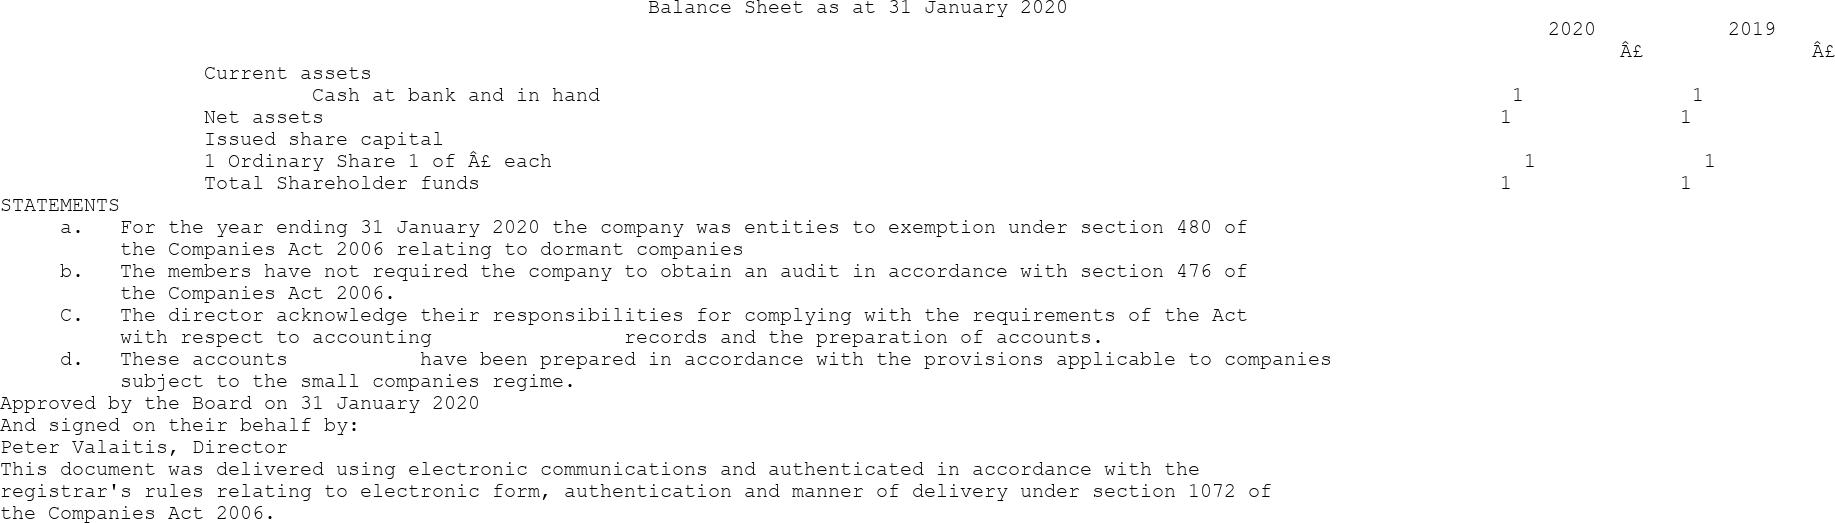 Balance Sheet as at 31 January 2020
2020 2019
Â£ Â£
Current assets
Cash at bank and in hand 1 1
Net assets 1 1
Issued share capital
1 Ordinary Share 1 of Â£ each 1 1
Total Shareholder funds 1 1
STATEMENTS
a. For the year ending 31 January 2020 the company was entities to exemption under section 480 of
the Companies Act 2006 relating to dormant companies
b. The members have not required the company to obtain an audit in accordance with section 476 of
the Companies Act 2006.
C. The director acknowledge their responsibilities for complying with the requirements of the Act
with respect to accounting records and the preparation of accounts.
d. These accounts have been prepared in accordance with the provisions applicable to companies
subject to the small companies regime.
Approved by the Board on 31 January 2020
And signed on their behalf by:
Peter Valaitis, Director
This document was delivered using electronic communications and authenticated in accordance with the
registrar's rules relating to electronic form, authentication and manner of delivery under section 1072 of
the Companies Act 2006.